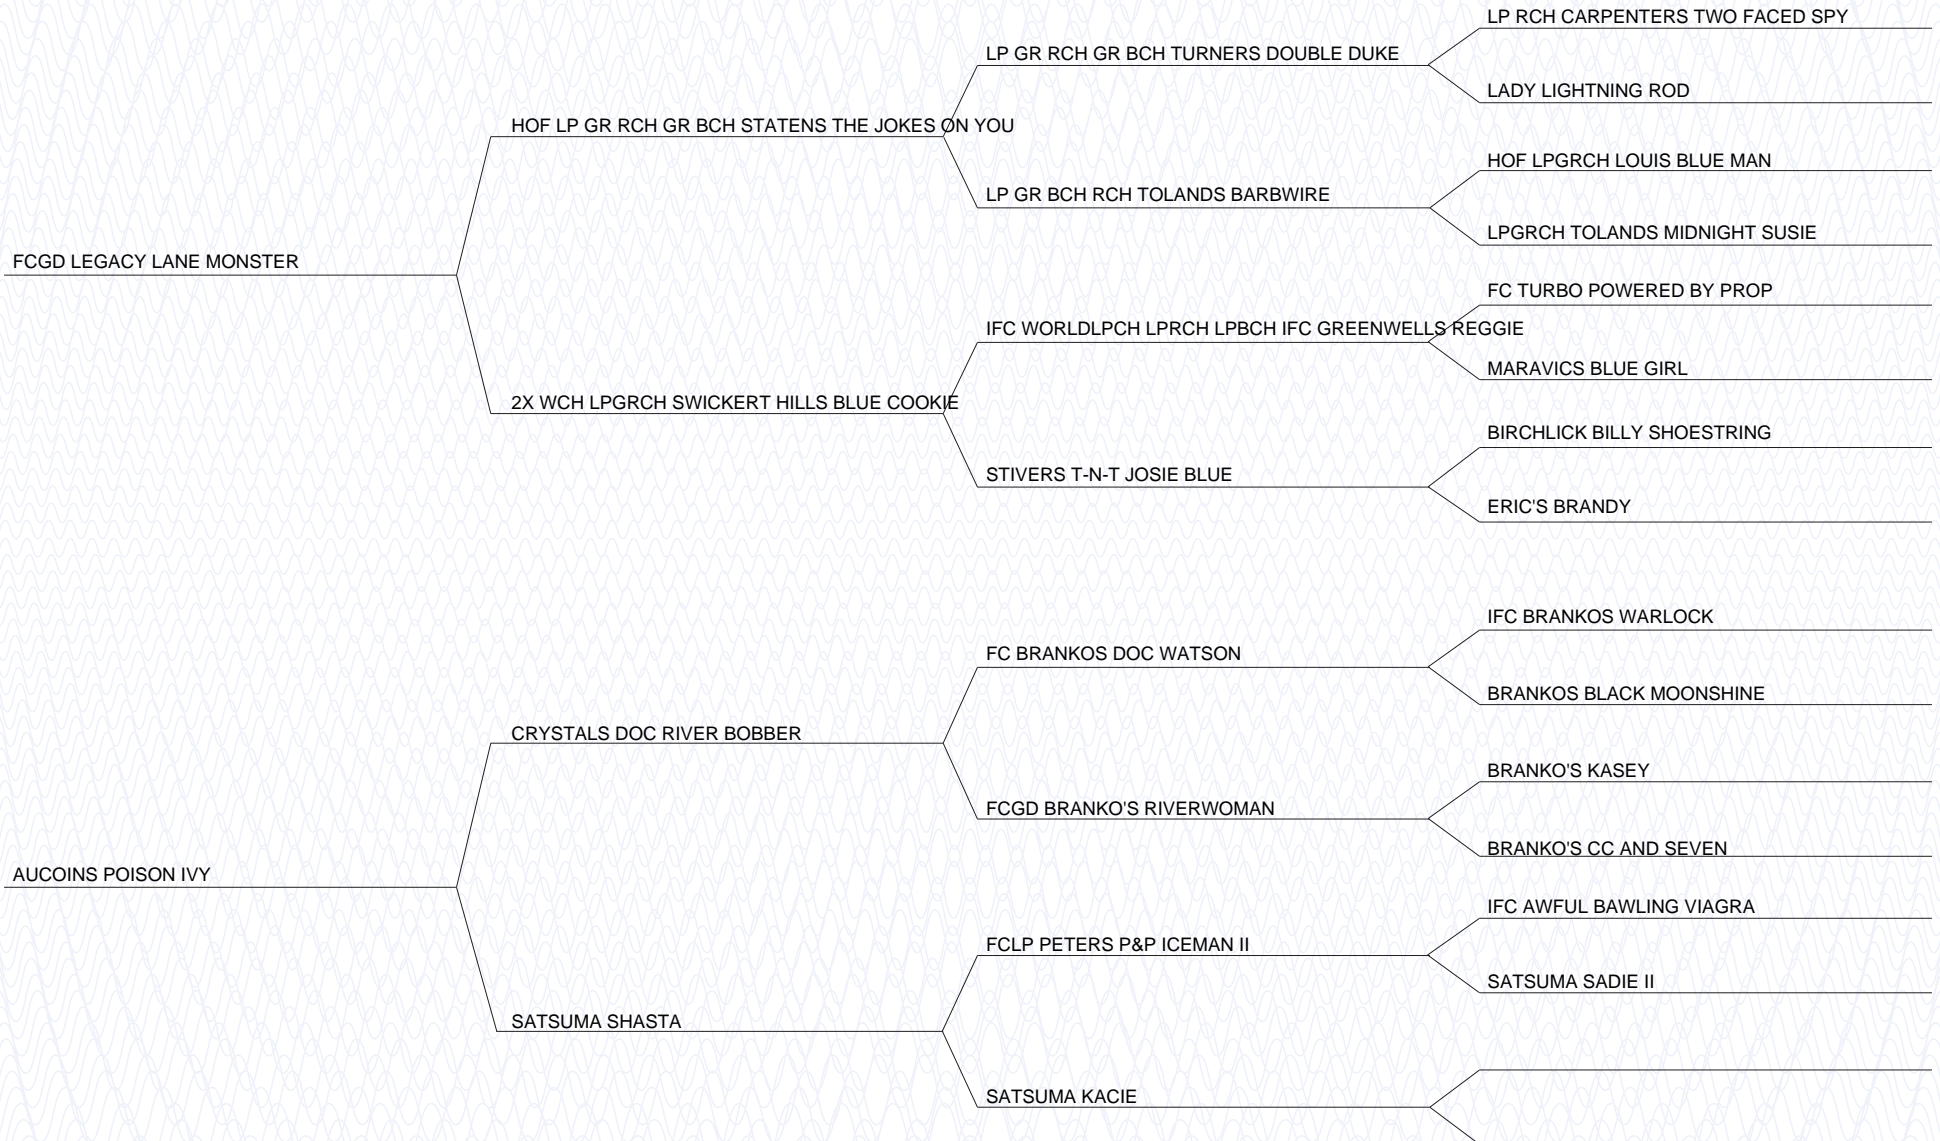 LP RCH CARPENTERS TWO FACED SPY
LP GR RCH GR BCH TURNERS DOUBLE DUKE
LADY LIGHTNING ROD
HOF LP GR RCH GR BCH STATENS THE JOKES ON YOU
HOF LPGRCH LOUIS BLUE MAN
LP GR BCH RCH TOLANDS BARBWIRE
LPGRCH TOLANDS MIDNIGHT SUSIE
FCGD LEGACY LANE MONSTER
FC TURBO POWERED BY PROP
IFC WORLDLPCH LPRCH LPBCH IFC GREENWELLS REGGIE
MARAVICS BLUE GIRL
2X WCH LPGRCH SWICKERT HILLS BLUE COOKIE
BIRCHLICK BILLY SHOESTRING
STIVERS T-N-T JOSIE BLUE
ERIC'S BRANDY
IFC BRANKOS WARLOCK
FC BRANKOS DOC WATSON
BRANKOS BLACK MOONSHINE
CRYSTALS DOC RIVER BOBBER
BRANKO'S KASEY
FCGD BRANKO'S RIVERWOMAN
BRANKO'S CC AND SEVEN
AUCOINS POISON IVY
IFC AWFUL BAWLING VIAGRA
FCLP PETERS P&P ICEMAN II
SATSUMA SADIE II
SATSUMA SHASTA
SATSUMA KACIE